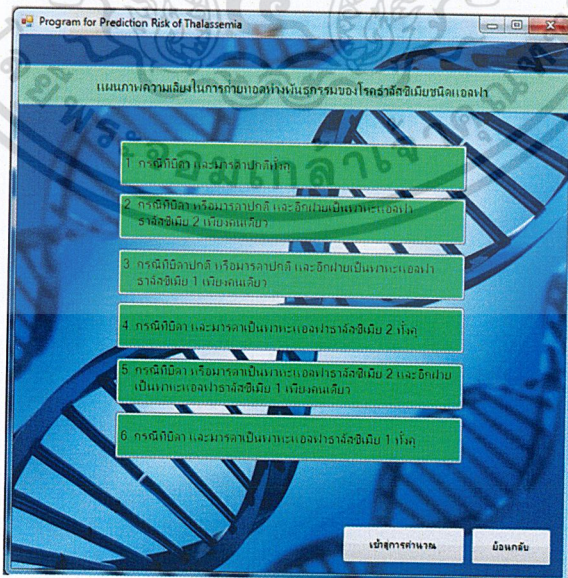 Program for Prediction Risk of Thalassemia
แผนภาพความเสี่ยงในการถ่ายทอดทางพันธุกรรมของโรคธาลัสซีเมียชนิดแอลฟา
1. กรณีที่บิดา และมารดาปกติทั้งคู่
2. กรณีที่บิดา หรือมารดาปกติ และอีกฝ่ายเป็นพาหะแอลฟา
ธาลัสซีเมีย 2 เพียงคนเดียว
3. กรณีที่บิดาปกติ หรือมารดาปกติ และอีกฝ่ายเป็นพาหะแอลฟา
ธาลัสซีเมีย 1 เพียงคนเดียว
4. กรณีที่บิดา และมารดาเป็นพาหะแอลฟาธาลัสซีเมีย 2 ทั้งคู่
5. กรณีที่บิดา หรือมารดาเป็นพาหะแอลฟาธาลัสซีเมีย 2 และอีกฝ่าย
เป็นพาหะแอลฟาธาลัสซีเมีย 1 เพียงคนเดียว
6. กรณีที่บิดา และมารดาเป็นพาหะแอลฟาธาลัสซีเมีย 1 ทั้งคู่
เข้าสู่การคำนวณ
ย้อนกลับ